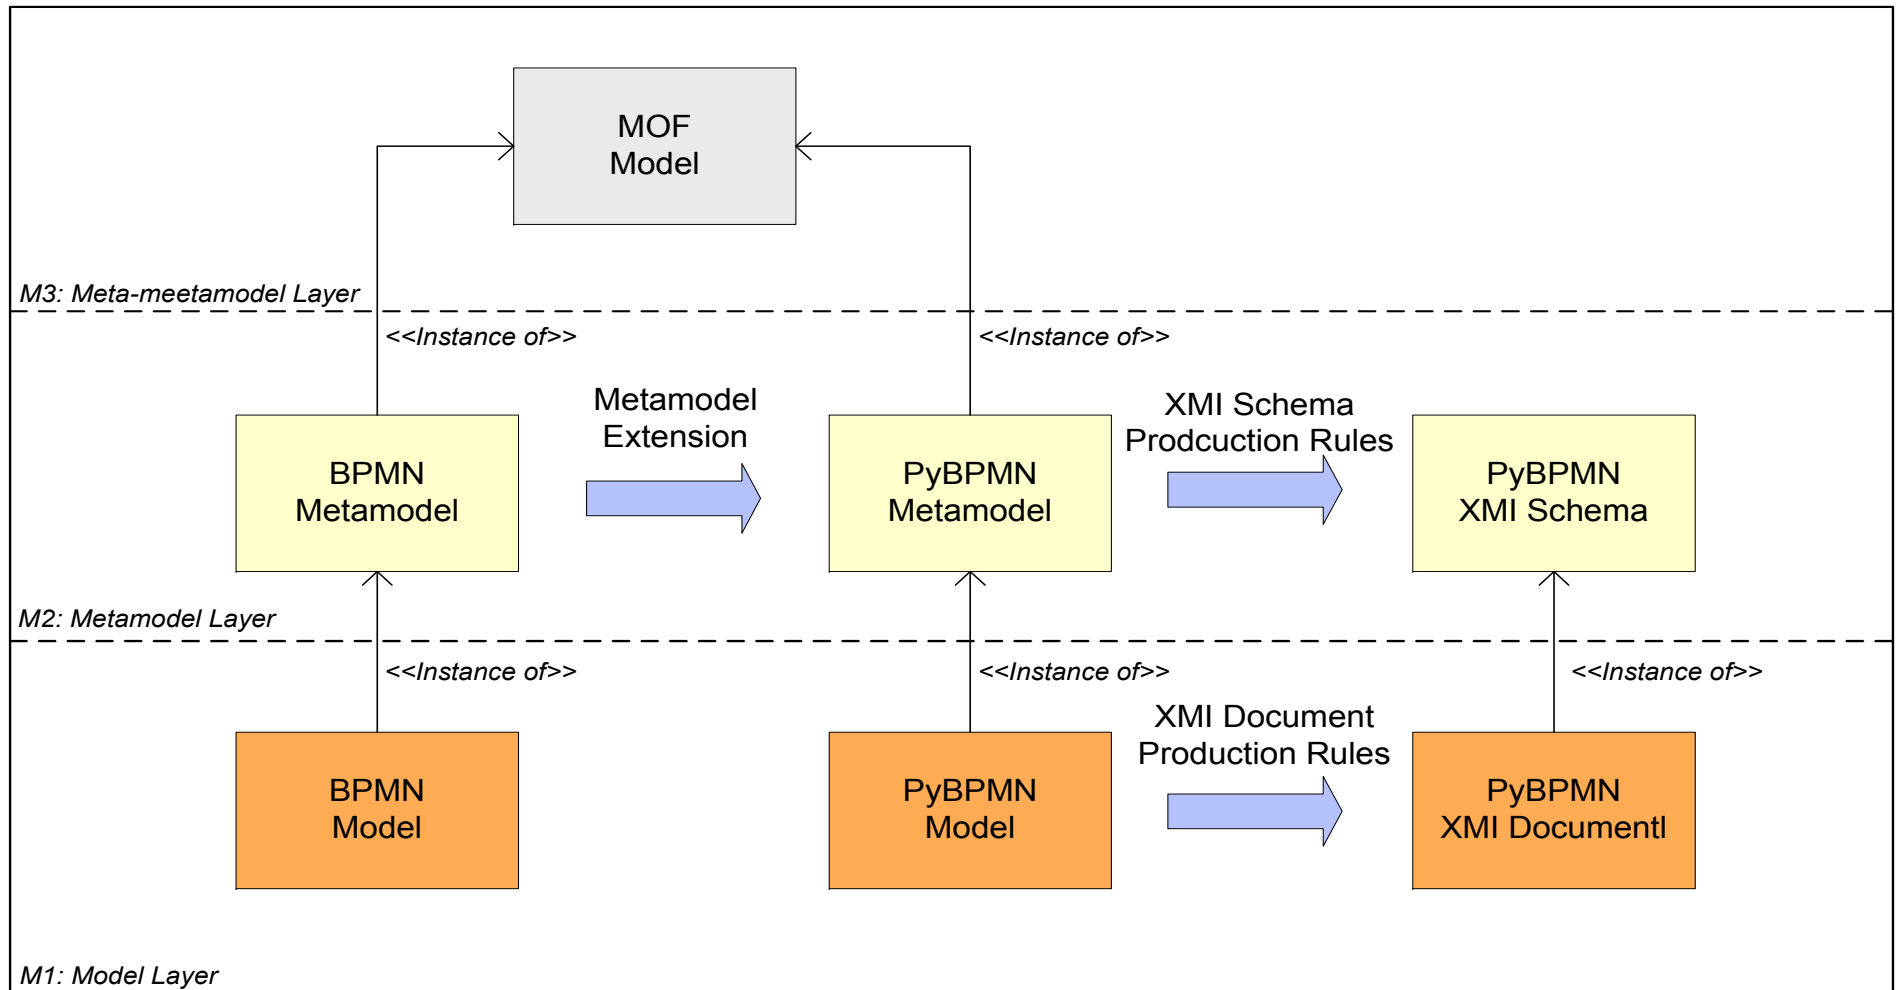 MOF
Model
M3: Meta-meetamodel Layer
<<Instance of>>
<<Instance of>>
Metamodel
Extension
XMI Schema
Prodcuction Rules
BPMN
Metamodel
PyBPMN
Metamodel
PyBPMN
XMI Schema
M2: Metamodel Layer
<<Instance of>>
<<Instance of>>
<<Instance of>>
XMI Document
Production Rules
BPMN
Model
PyBPMN
Model
PyBPMN
XMI Documentl
M1: Model Layer